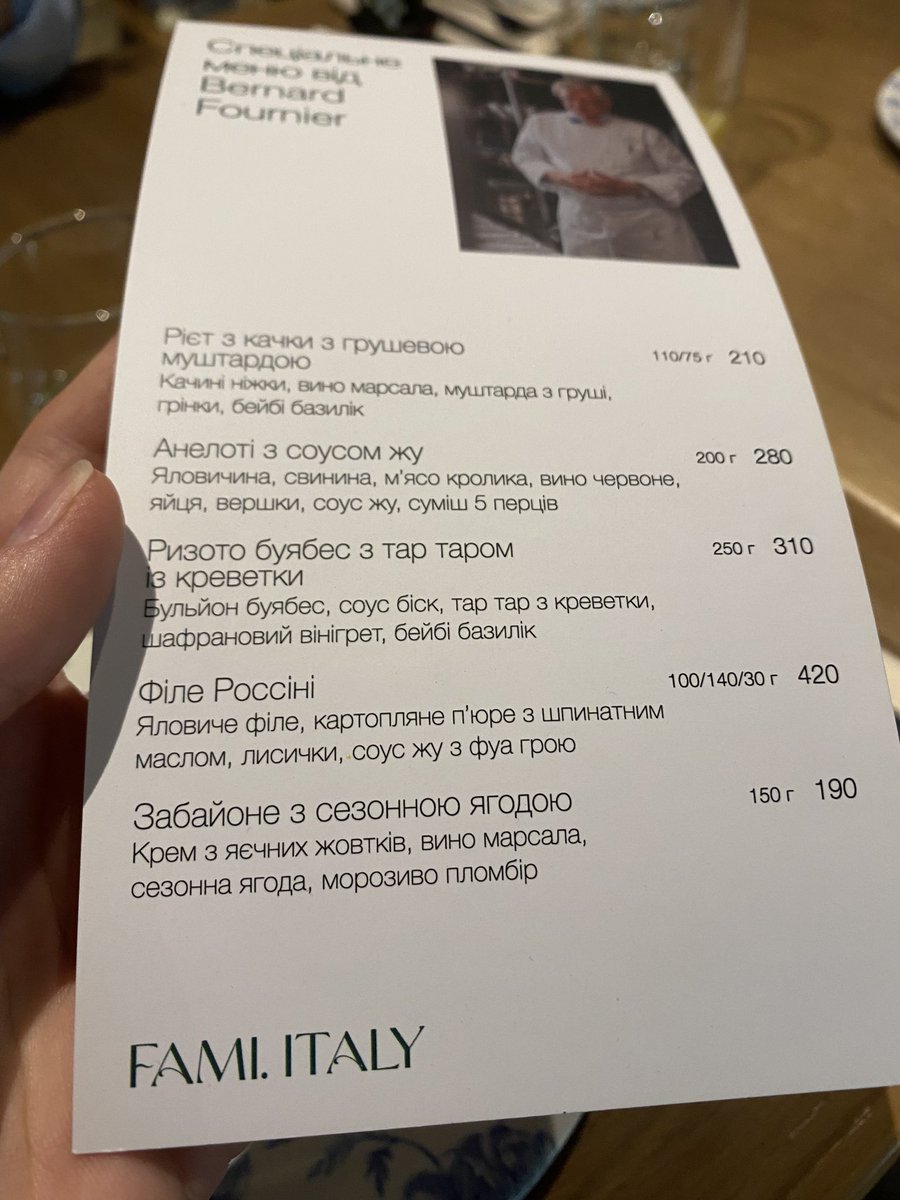 Спеціальне
меню від
Bernard
Fournier
Рієт з качки з грушевою
муштардою
110/75 г 210
Качині ніжки, вино марсала, муштарда з груші,
грінки, бейбі базилік
Анелоті з соусом жу
200 г 280
Яловичина, свинина, м'ясо кролика, вино червоне,
яйця, вершки, соус жу, суміш 5 перців
Ризото буябес з тар таром
із креветки
250 г 310
Бульйон буябес, соус біск, тар тар з креветки,
шафрановий вінігрет, бейбі базилік
Філе Россіні
100/140/30 г 420
Яловиче філе, картопляне п'юре з шпинатним
маслом, лисички, соус жу з фуа грою
Забайоне з сезонною ягодою
150 г 190
Крем з яєчних жовтків, вино марсала,
сезонна ягода, морозиво пломбір
FAMI. ITALY